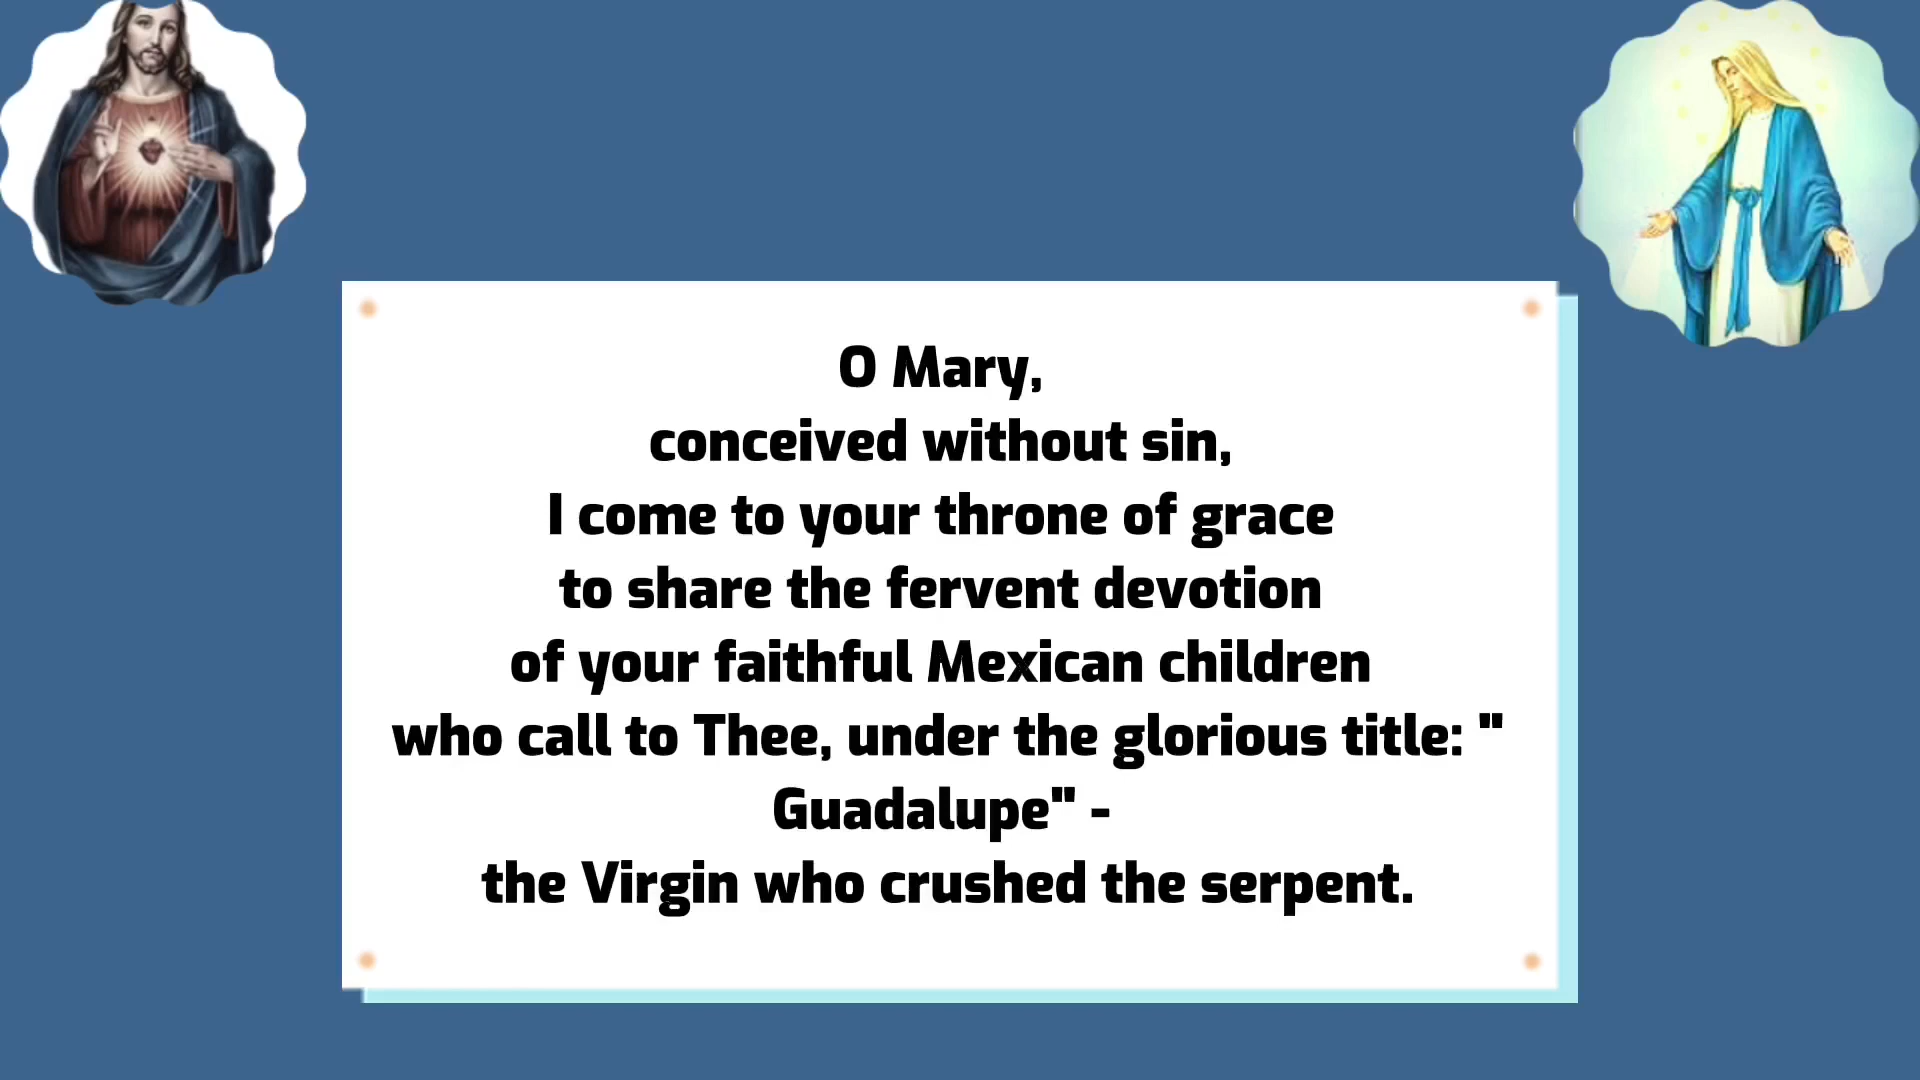 O Mary,
conceived without sin,
I come to your throne of grace
to share the fervent devotion
of your faithful Mexican children
who call to Thee, under the glorious title: "
Guadalupe" -
the Virgin who crushed the serpent.